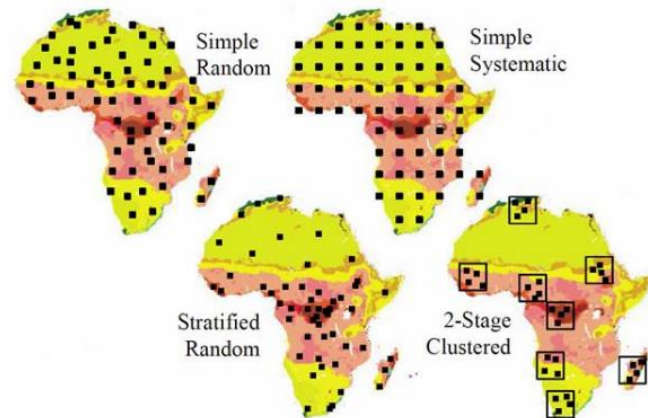 Simple
Random
Simple
Systematic
Stratified
Random
2-Stage
Clustered